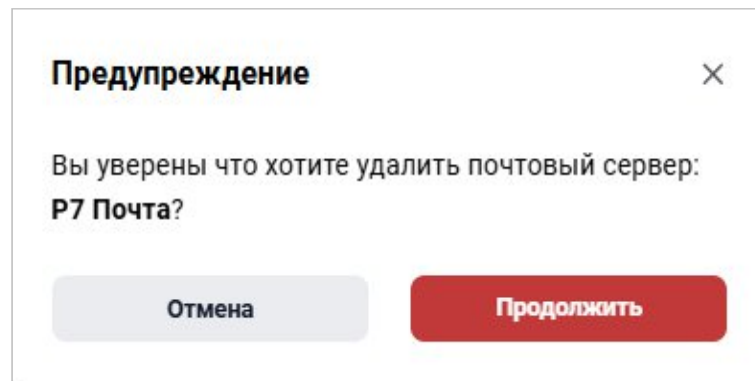 Предупреждение
Вы уверены что хотите удалить почтовый сервер:
Р7 Почта?
Отмена
Продолжить